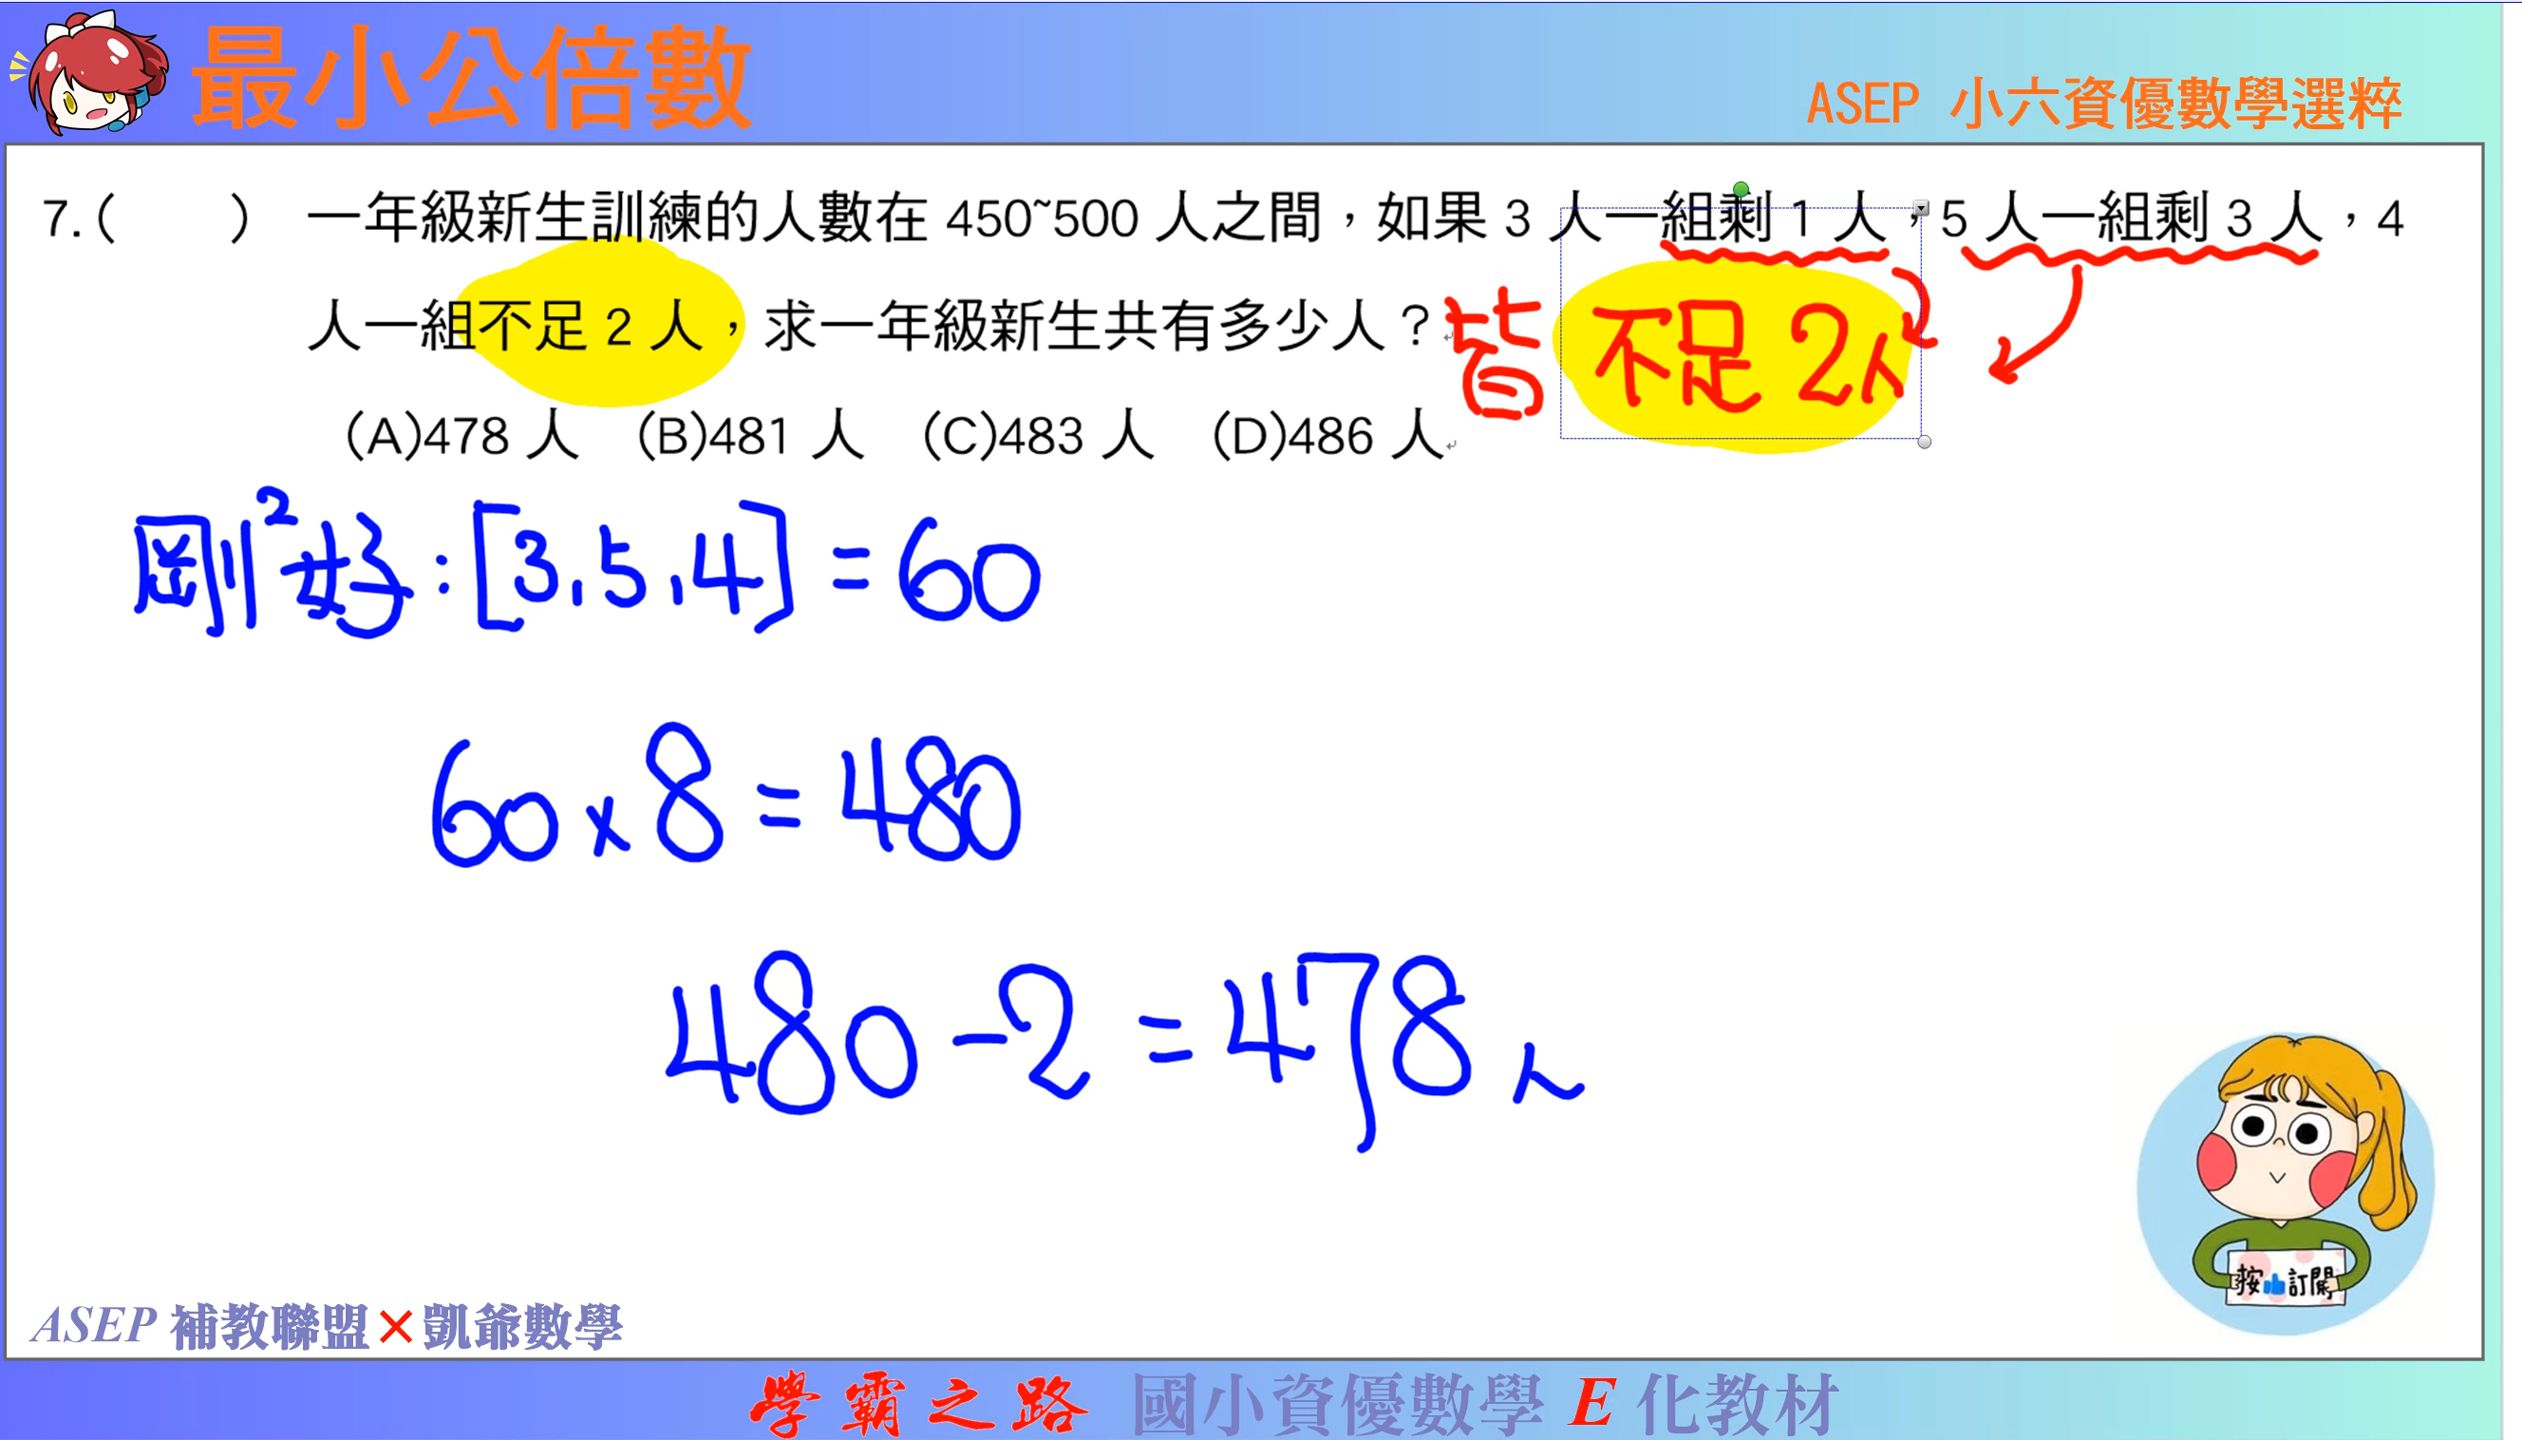 最小公倍數
ASEP 小六資優數學選粹
7.( ) 一年級新生訓練的人數在 450~500 人之間，如果 3 人一組剩 1 人，5 人一組剩 3 人，4
人一組不足 2 人，求一年級新生共有多少人？
皆 不足 2人
(A)478 人 (B)481 人 (C)483 人 (D)486 人
剛2好:[3,5,4]=60
60×8=480
480-2=478人
按訂閱
ASEP 補教聯盟×凱爺數學
學霸之路 國小資優數學 E 化教材